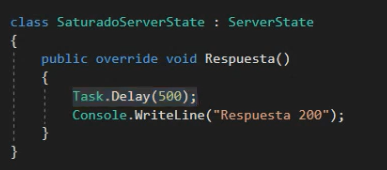 class SaturadoServerState : ServerState
{
public override void Respuesta()
{
Task.Delay(500);
Console.WriteLine("Respuesta 200");
}
}